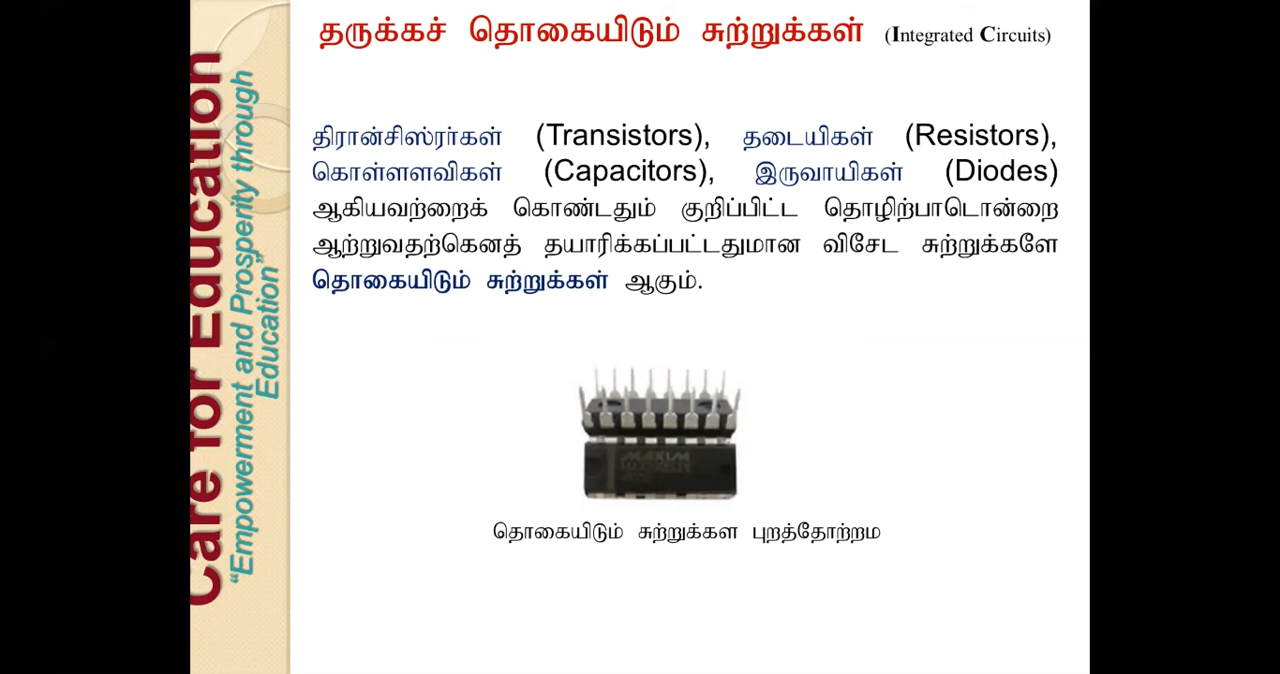 தருக்கச் தொகையிடும் சுற்றுக்கள் (Integrated Circuits)
திரான்சிஸ்ரர்கள் (Transistors), தடையிகள் (Resistors),
கொள்ளளவிகள் (Capacitors), இருவாயிகள் (Diodes)
ஆகியவற்றைக் கொண்டதும் குறிப்பிட்ட தொழிற்பாடொன்றை
ஆற்றுவதற்கெனத் தயாரிக்கப்பட்டதுமான விசேட சுற்றுக்களே
தொகையிடும் சுற்றுக்கள் ஆகும்.
MAXIM
தொகையிடும் சுற்றுக்கள புறத்தோற்றம
Care for Education
“Empowerment and Prosperity through
Education”